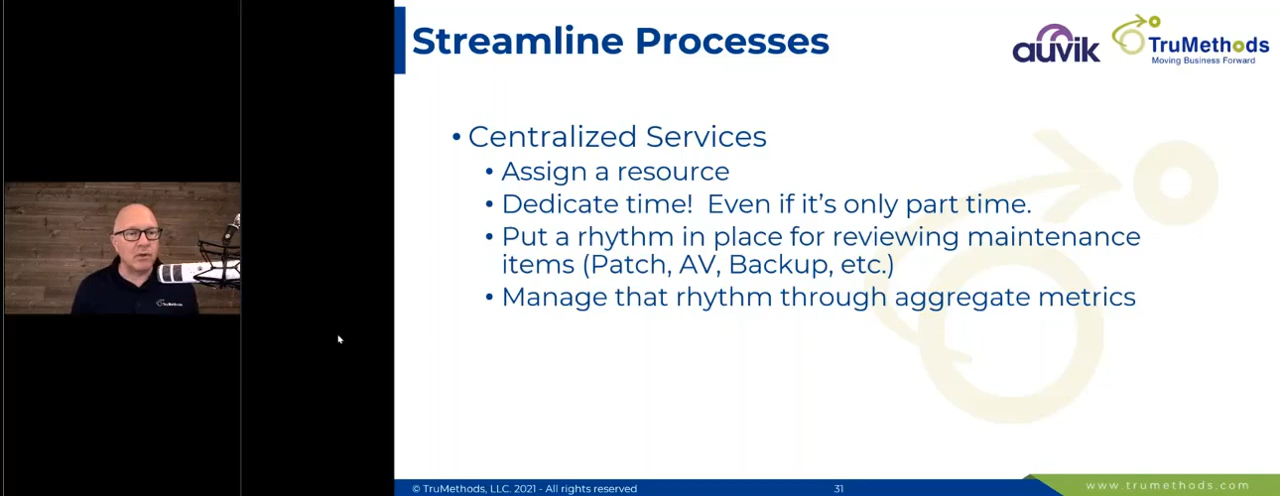 Streamline Processes
auvik
TruMethods
Moving Business Forward
• Centralized Services
• Assign a resource
• Dedicate time!  Even if it's only part time.
• Put a rhythm in place for reviewing maintenance
items (Patch, AV, Backup, etc.)
• Manage that rhythm through aggregate metrics
TruMethods
© TruMethods, LLC. 2021 - All rights reserved
31
www.trumethods.com